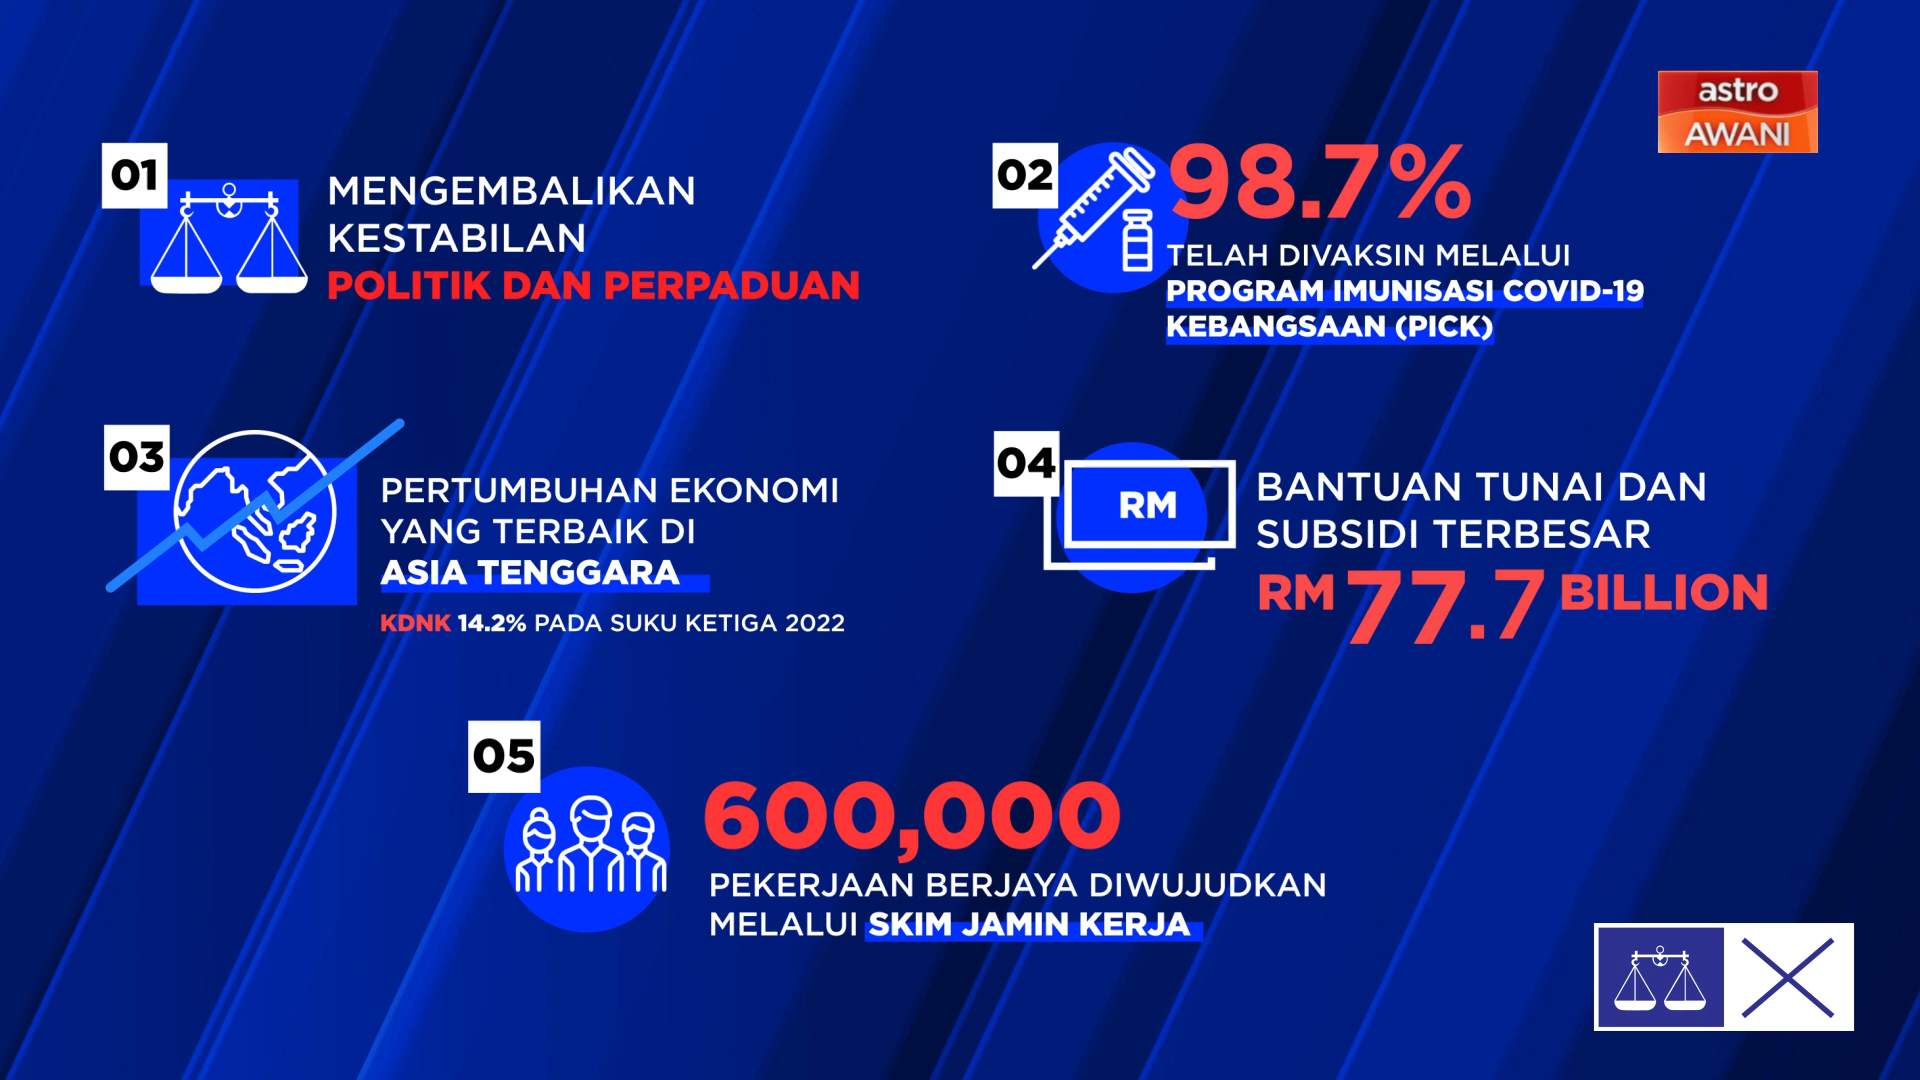 astro
AWANI
01
MENGEMBALIKAN
KESTABILAN
POLITIK DAN PERPADUAN
02
98.7%
TELAH DIVAKSIN MELALUI
PROGRAM IMUNISASI COVID-19
KEBANGSAAN (PICK)
03
PERTUMBUHAN EKONOMI
YANG TERBAIK DI
ASIA TENGGARA
KDNK 14.2% PADA SUKU KETIGA 2022
04
RM
BANTUAN TUNAI DAN
SUBSIDI TERBESAR
RM 77.7 BILLION
05
600,000
PEKERJAAN BERJAYA DIWUJUDKAN
MELALUI SKIM JAMIN KERJA